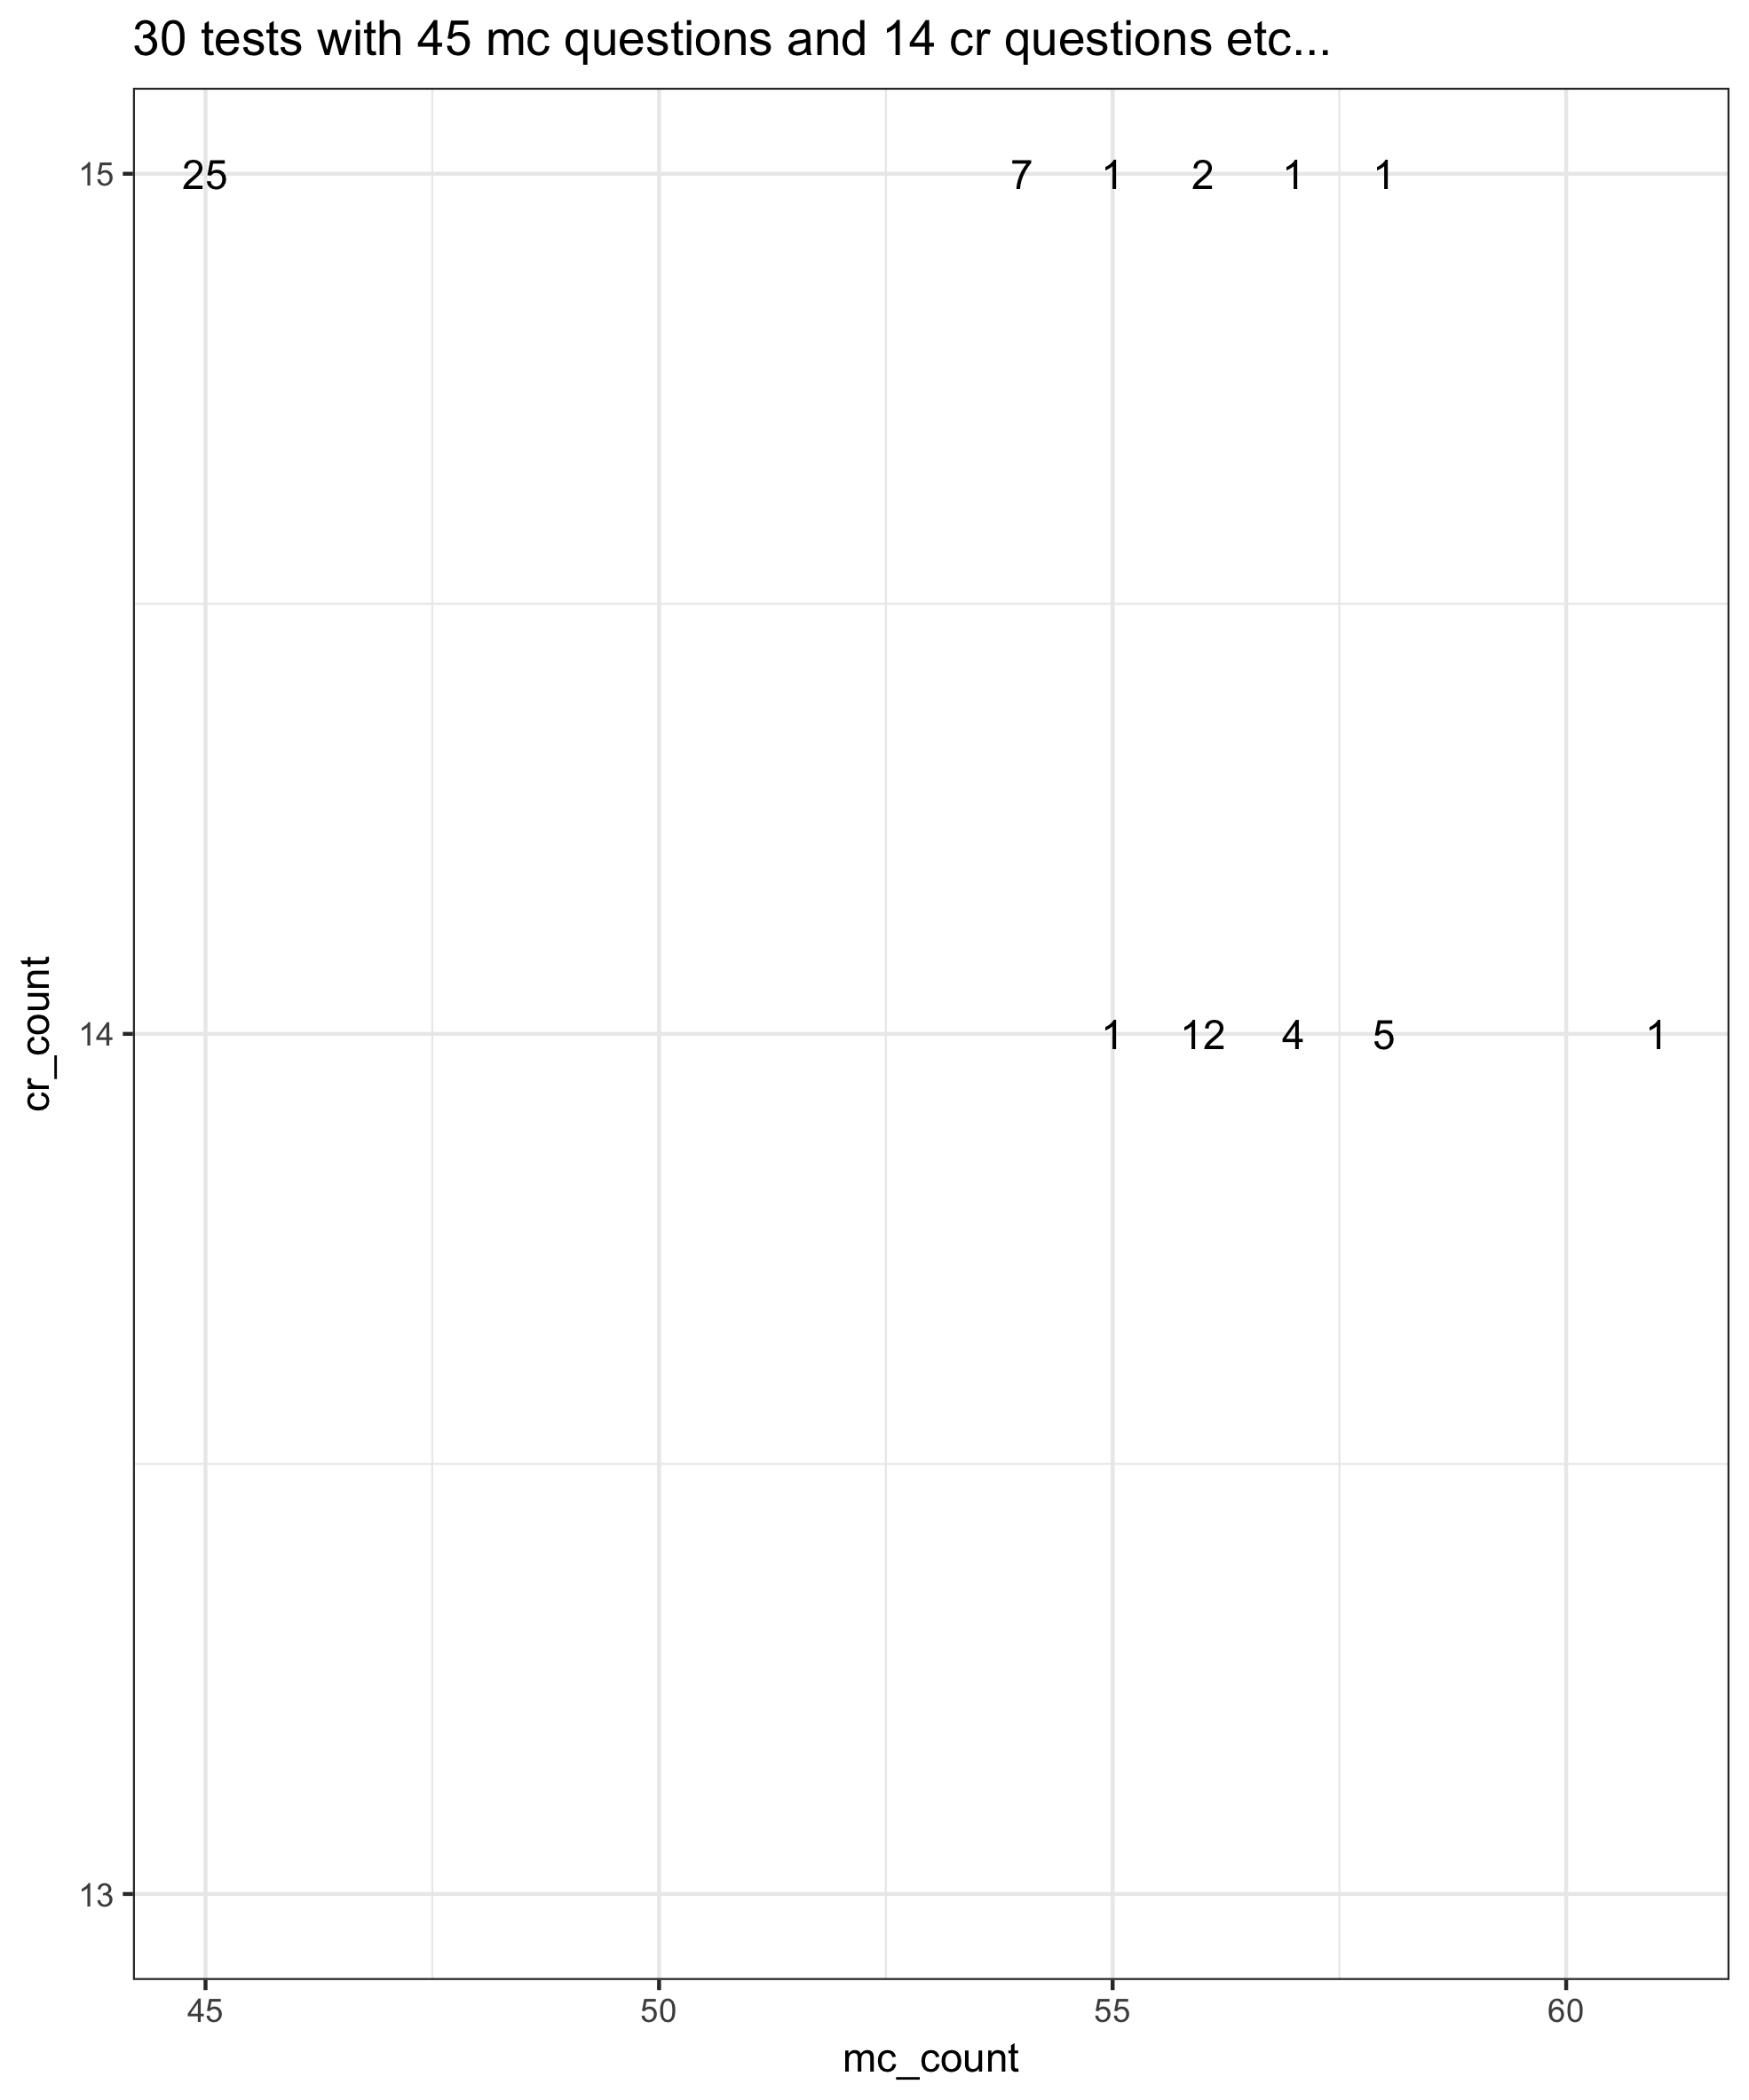 30 tests with 45 mc questions and 14 cr questions etc...
15
25 7 1 2 1 1
cr_count
14
1 12 4 5 1
13
45 50 55 60
mc_count